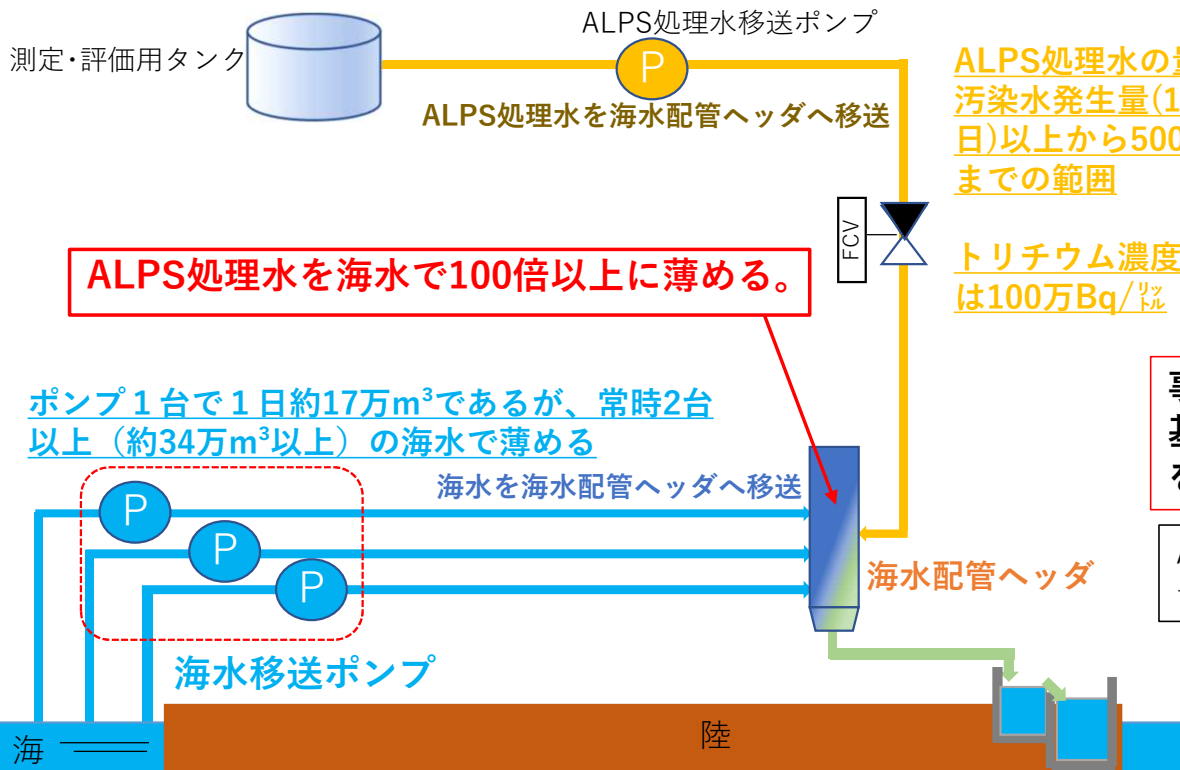 ALPS処理水移送ポンプ
測定・評価用タンク
P
ALPS処理水を海水配管ヘッダへ移送
ALPS処理水の
汚染水発生量(1
日)以上から500
までの範囲
FCV
トリチウム濃度
は100万Bq/㍑
ALPS処理水を海水で100倍以上に薄める。
ポンプ１台で１日約17万m³であるが、常時2台
以上（約34万m³以上）の海水で薄める
海水を海水配管ヘッダへ移送
P
P
P
海水配管ヘッダ
海水移送ポンプ
海
陸